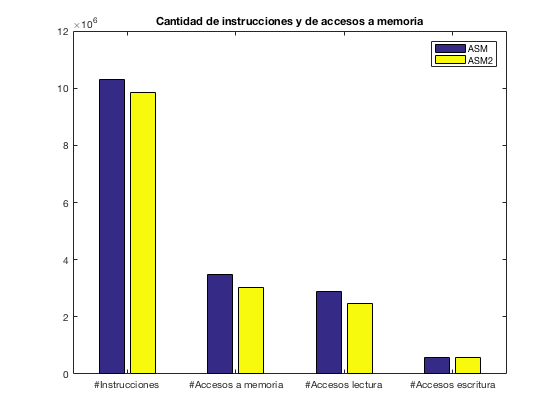 Cantidad de instrucciones y de accesos a memoria
×10^6
ASM
ASM2
12
10
8
6
4
2
0
#Instrucciones #Accesos a memoria #Accesos lectura #Accesos escritura